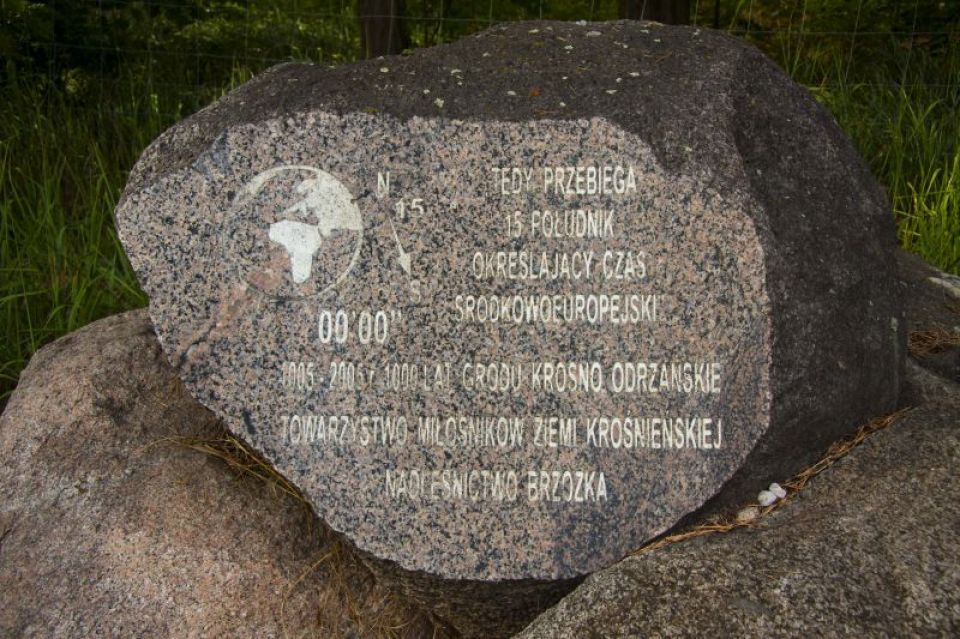 N
15
S
00'00"
TĘDY PRZEBIEGA
15 POŁUDNIK
OKREŚLAJĄCY CZAS
ŚRODKOWOEUROPEJSKI
1005-2005r 1000 LAT GRODU KROSNO ODRZAŃSKIE
TOWARZYSTWO MIŁOŚNIKÓW ZIEMI KROŚNIEŃSKIEJ
NADLEŚNICTWO BRZÓZKA